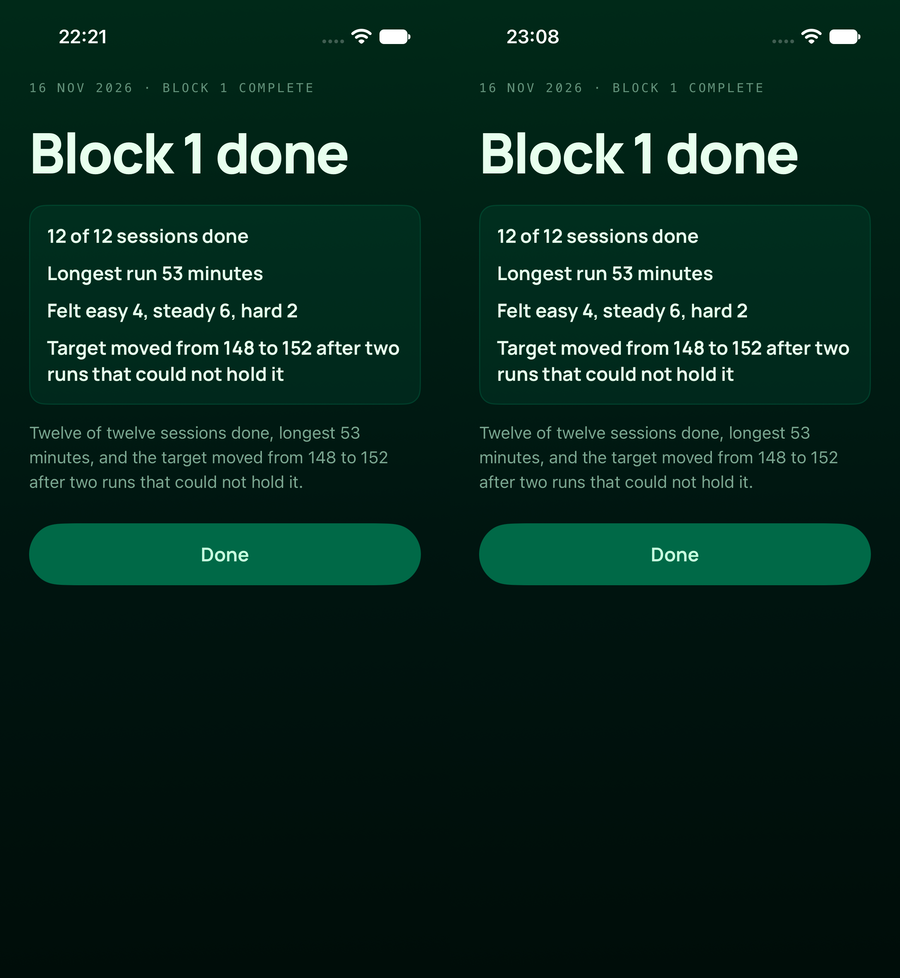 22:21
16 NOV 2026 · BLOCK 1 COMPLETE
Block 1 done
12 of 12 sessions done
Longest run 53 minutes
Felt easy 4, steady 6, hard 2
Target moved from 148 to 152 after two
runs that could not hold it
Twelve of twelve sessions done, longest 53
minutes, and the target moved from 148 to 152
after two runs that could not hold it.
Done
23:08
16 NOV 2026 · BLOCK 1 COMPLETE
Block 1 done
12 of 12 sessions done
Longest run 53 minutes
Felt easy 4, steady 6, hard 2
Target moved from 148 to 152 after two
runs that could not hold it
Twelve of twelve sessions done, longest 53
minutes, and the target moved from 148 to 152
after two runs that could not hold it.
Done